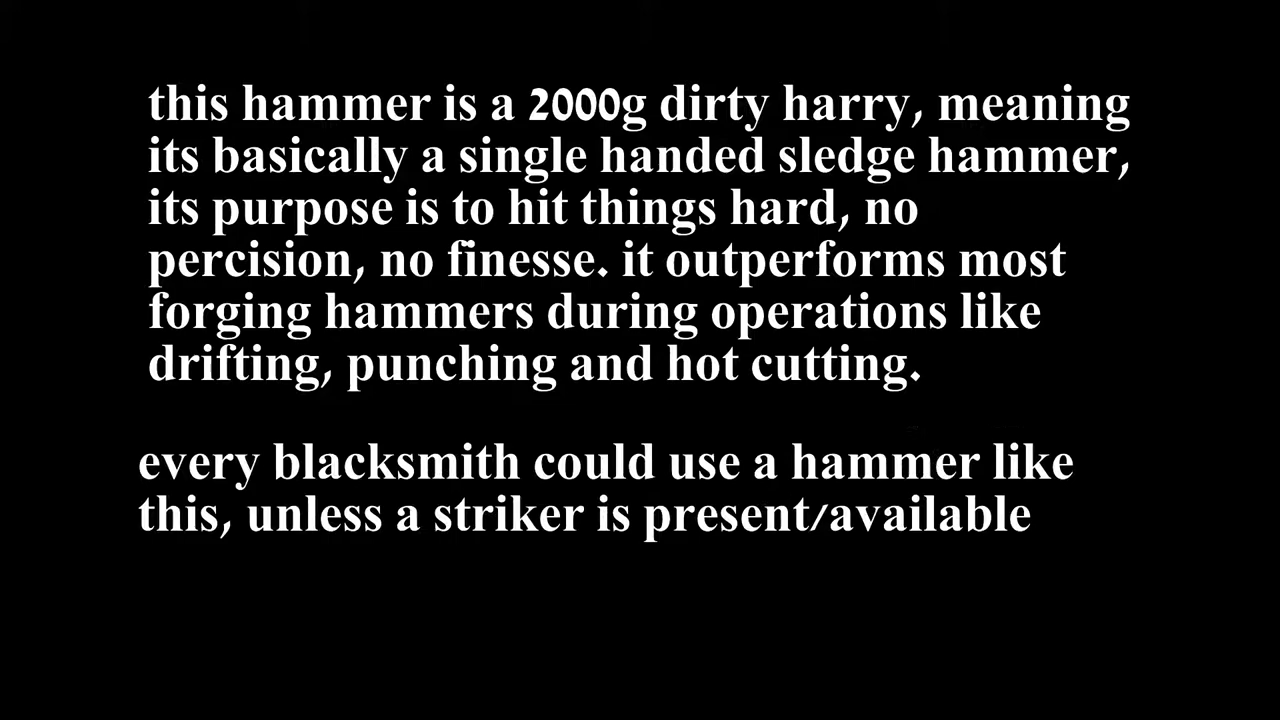 this hammer is a 2000g dirty harry, meaning
its basically a single handed sledge hammer,
its purpose is to hit things hard, no
percision, no finesse. it outperforms most
forging hammers during operations like
drifting, punching and hot cutting.
every blacksmith could use a hammer like
this, unless a striker is present/available